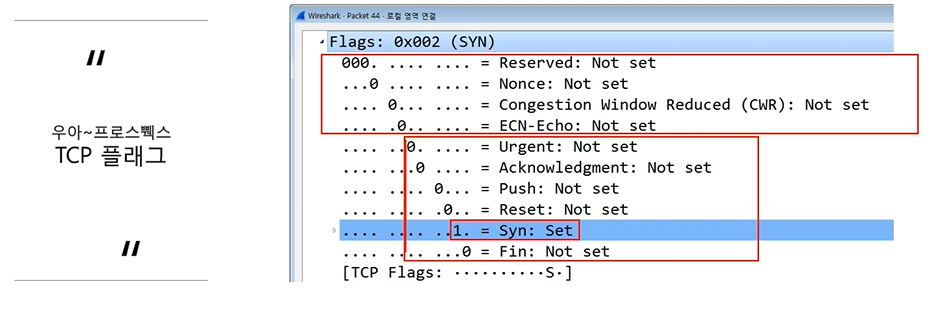 "
우아~프로스펙스
TCP 플래그
"
Wireshark · Packet 44 · 로컬 영역 연결
Flags: 0x002 (SYN)
000. .... .... = Reserved: Not set
...0 .... .... = Nonce: Not set
.... 0... .... = Congestion Window Reduced (CWR): Not set
.... .0.. .... = ECN-Echo: Not set
.... ..0. .... = Urgent: Not set
.... ...0 .... = Acknowledgment: Not set
.... .... 0... = Push: Not set
.... .... .0.. = Reset: Not set
.... .... ..1. = Syn: Set
.... .... ...0 = Fin: Not set
[TCP Flags: ··········S·]